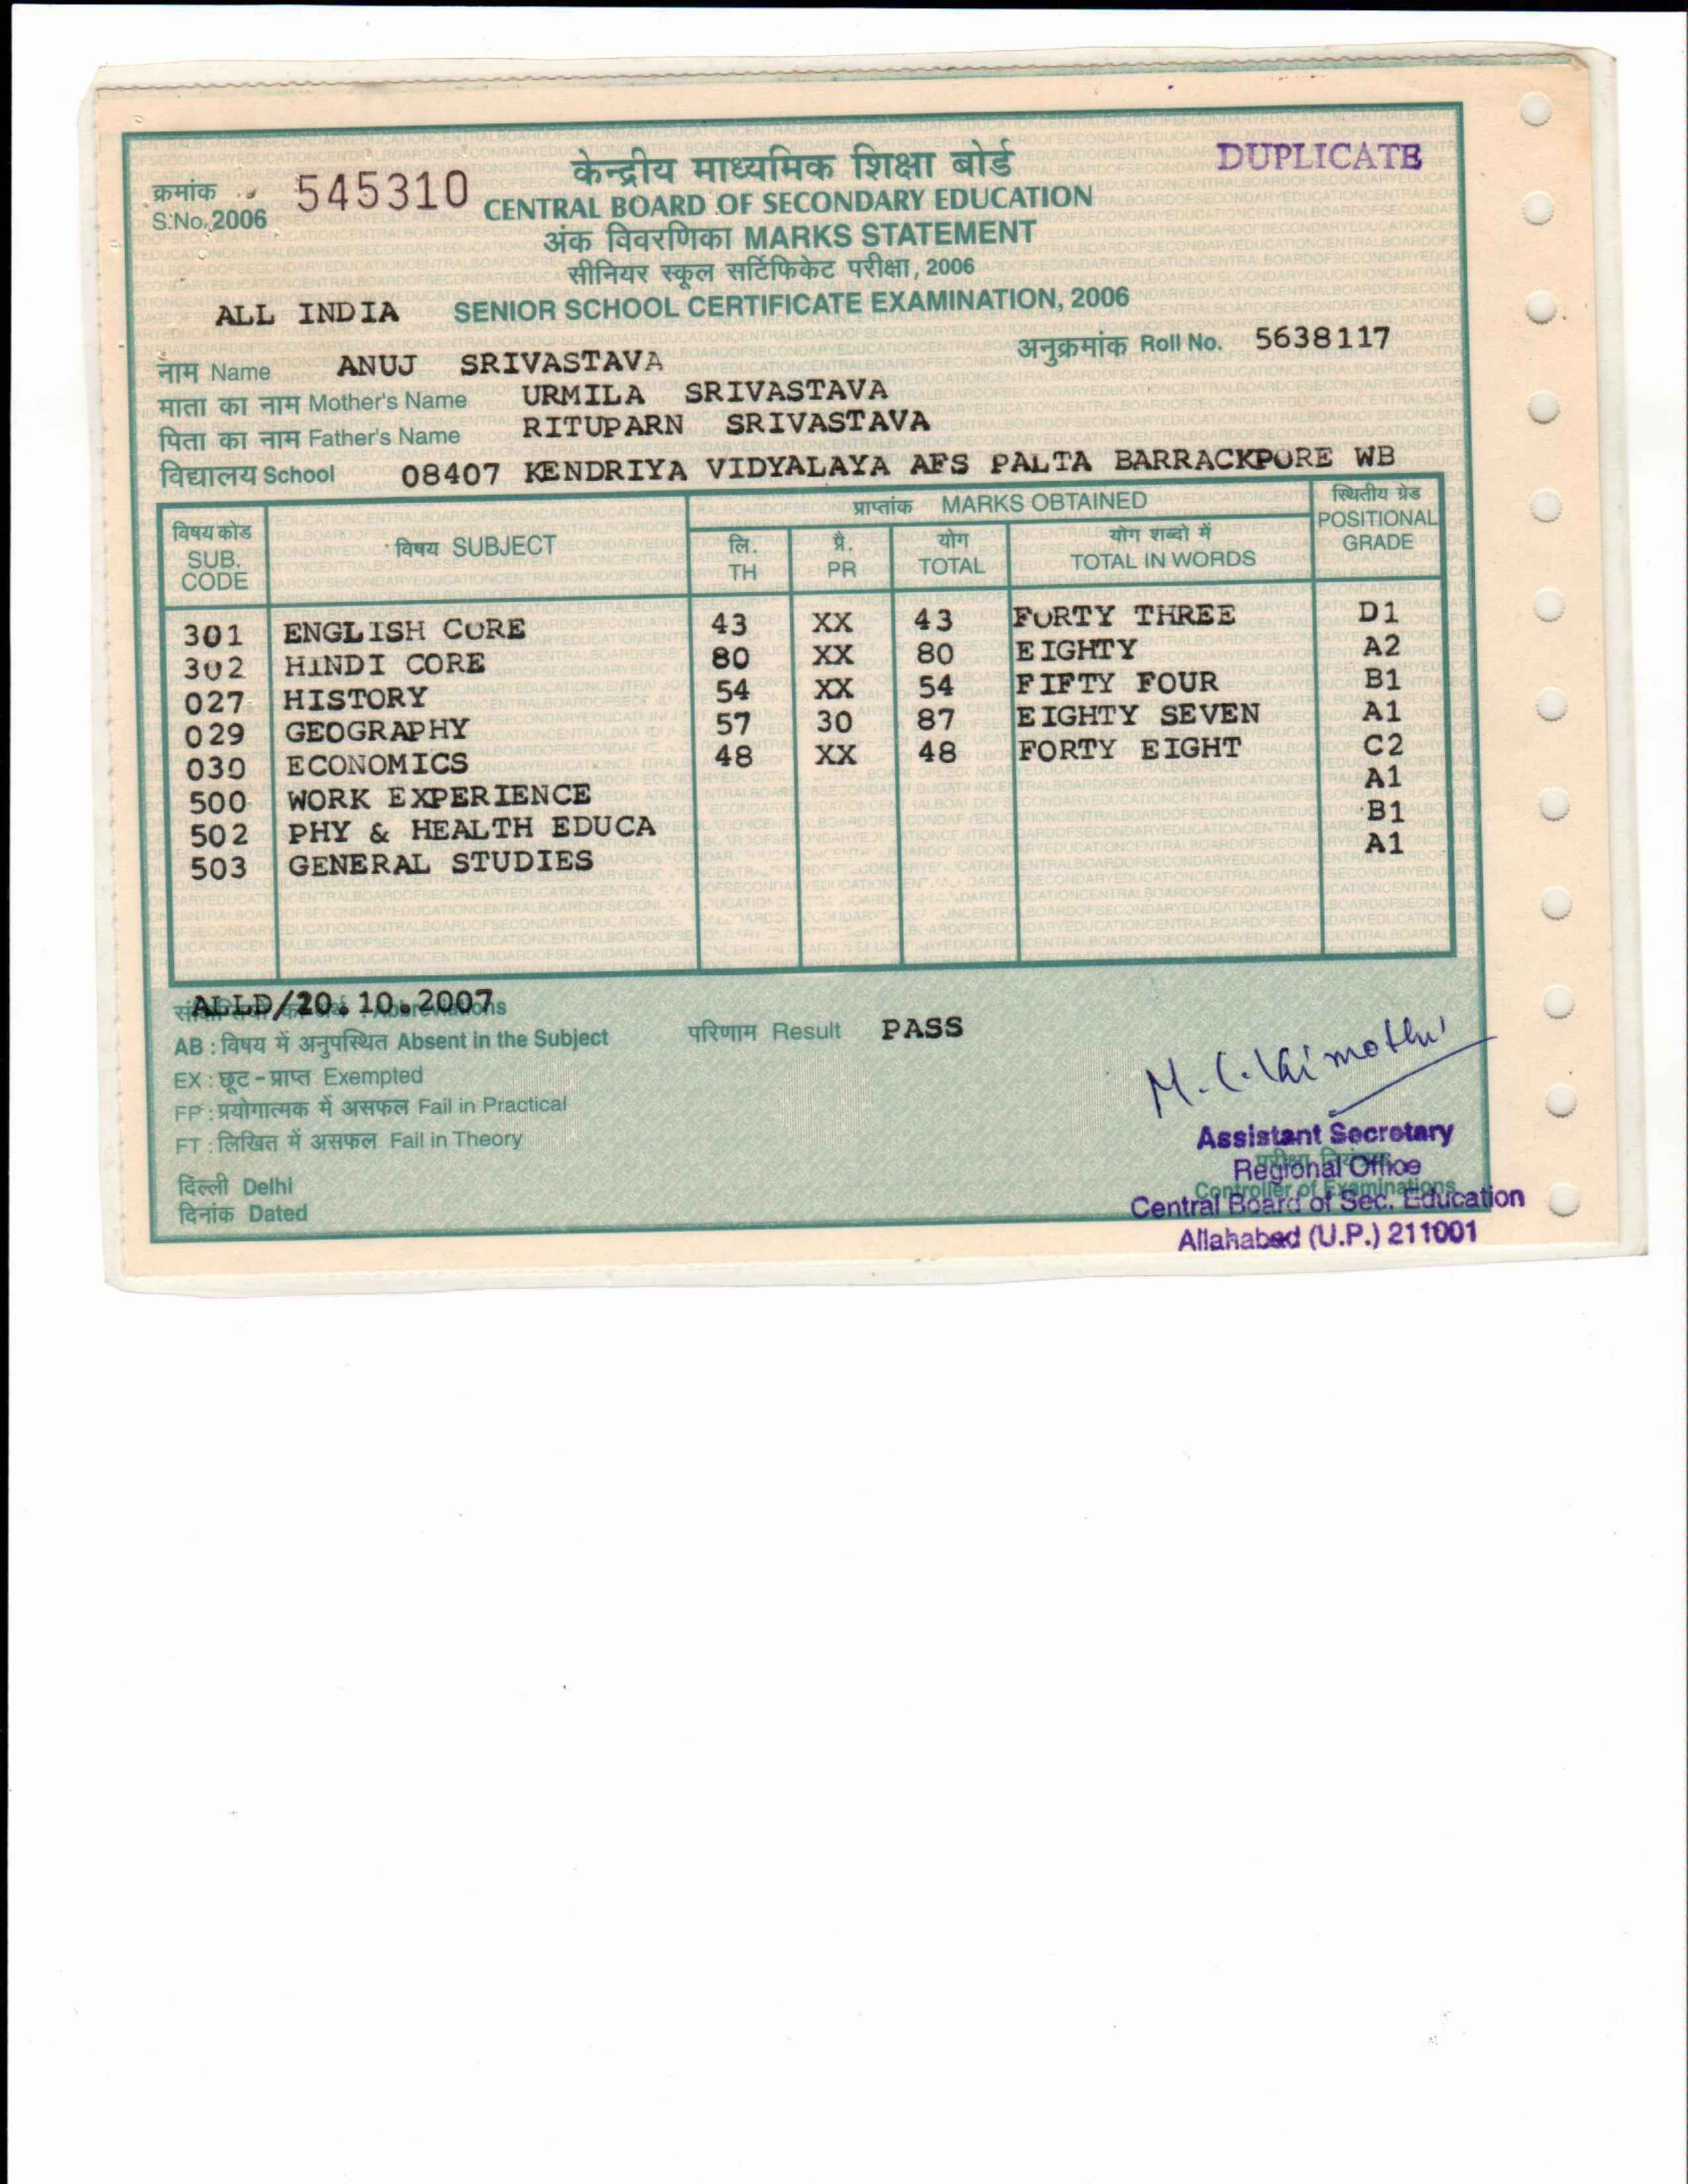 DUPLICATE
केन्द्रीय माध्यमिक शिक्षा बोर्ड
क्रमांक
S.No. 2006 545310
CENTRAL BOARD OF SECONDARY EDUCATION
अंक विवरणिका MARKS STATEMENT
सीनियर स्कूल सर्टिफिकेट परीक्षा, 2006
ALL INDIA SENIOR SCHOOL CERTIFICATE EXAMINATION, 2006
अनुक्रमांक Roll No. 5638117
नाम Name ANUJ SRIVASTAVA
माता का नाम Mother's Name URMILA SRIVASTAVA
पिता का नाम Father's Name RITUPARN SRIVASTAVA
विद्यालय School 08407 KENDRIYA VIDYALAYA AFS PALTA BARRACKPORE WB
विषय कोड SUB. CODE
विषय SUBJECT
प्राप्तांक MARKS OBTAINED
लि. TH
प्रे. PR
योग TOTAL
योग शब्दो में TOTAL IN WORDS
स्थितीय ग्रेड POSITIONAL GRADE
301 ENGLISH CORE 43 XX 43 FORTY THREE D1
302 HINDI CORE 80 XX 80 EIGHTY A2
027 HISTORY 54 XX 54 FIFTY FOUR B1
029 GEOGRAPHY 57 30 87 EIGHTY SEVEN A1
030 ECONOMICS 48 XX 48 FORTY EIGHT C2
500 WORK EXPERIENCE A1
502 PHY & HEALTH EDUCA B1
503 GENERAL STUDIES A1
ALLD/20.10.2007
AB : विषय में अनुपस्थित Absent in the Subject
परिणाम Result PASS
EX : छूट - प्राप्त Exempted
FP : प्रयोगात्मक में असफल Fail in Practical
FT : लिखित में असफल Fail in Theory
दिल्ली Delhi
दिनांक Dated
Assistant Secretary
Regional Office
Controller of Examinations
Central Board of Sec. Education
Allahabad (U.P.) 211001